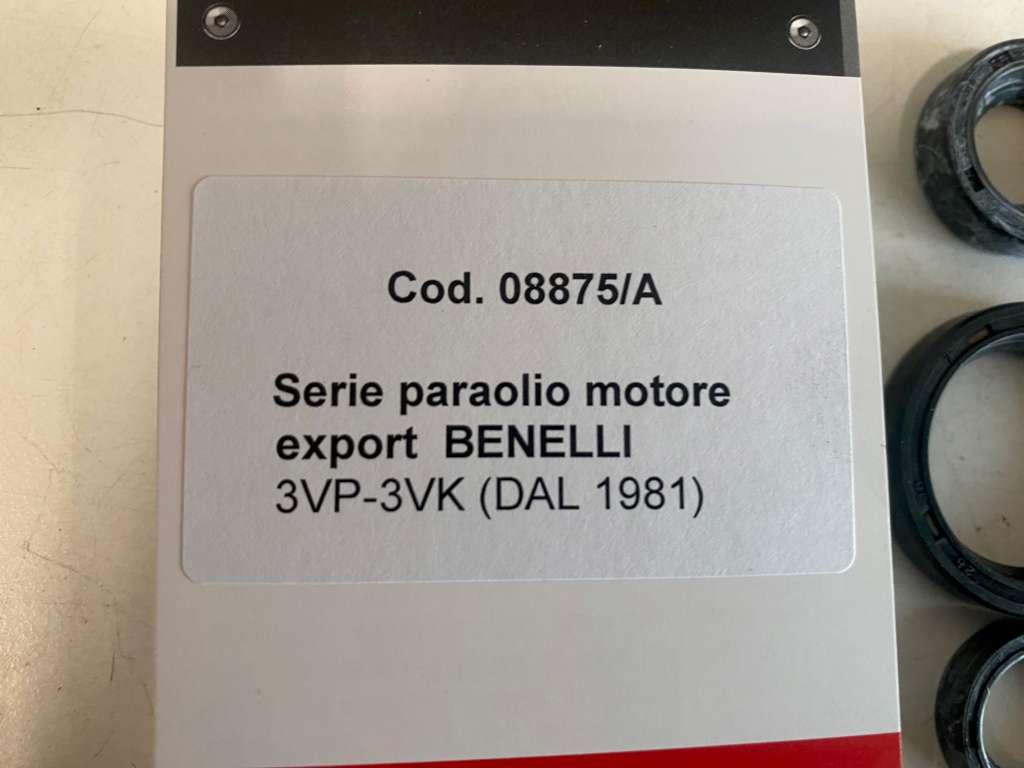 Cod. 08875/A
Serie paraolio motore
export BENELLI
3VP-3VK (DAL 1981)